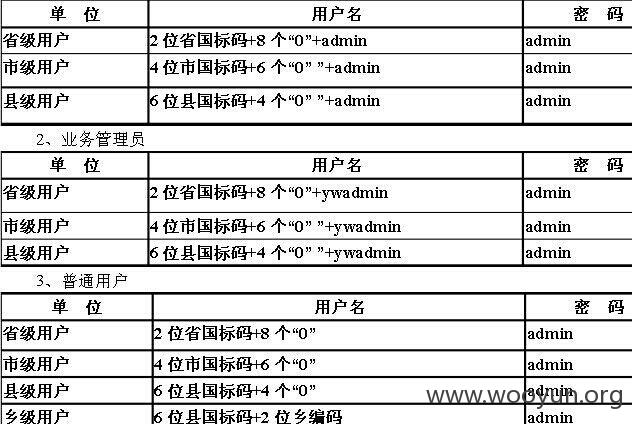 单 位 用户名 密 码
省级用户 2 位省国标码+8 个“0”+admin admin
市级用户 4 位市国标码+6 个“0” ”+admin admin
县级用户 6 位县国标码+4 个“0” ”+admin admin
2、业务管理员
单 位 用户名 密 码
省级用户 2 位省国标码+8 个“0”+ywadmin admin
市级用户 4 位市国标码+6 个“0” ”+ywadmin admin
县级用户 6 位县国标码+4 个“0” ”+ywadmin admin
3、普通用户
单 位 用户名 密 码
省级用户 2 位省国标码+8 个“0” admin
市级用户 4 位市国标码+6 个“0” admin
县级用户 6 位县国标码+4 个“0” admin
www.wooyun.org
乡级用户 6 位县国标码+2 位乡编码 admin